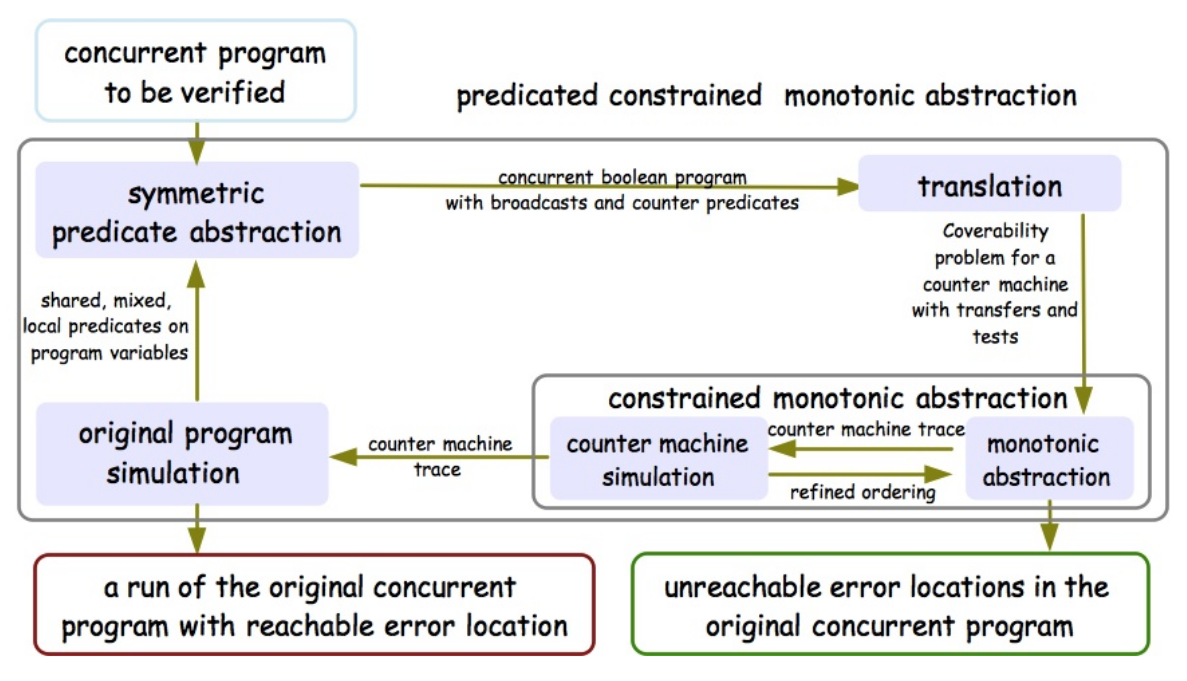 concurrent program
to be verified
predicated constrained monotonic abstraction
symmetric
predicate abstraction
concurrent boolean program
with broadcasts and counter predicates
translation
Coverability
problem for a
counter machine
with transfers and
tests
shared, mixed,
local predicates on
program variables
constrained monotonic abstraction
original program
simulation
counter machine
trace
counter machine
simulation
counter machine trace
refined ordering
monotonic
abstraction
a run of the original concurrent
program with reachable error location
unreachable error locations in the
original concurrent program